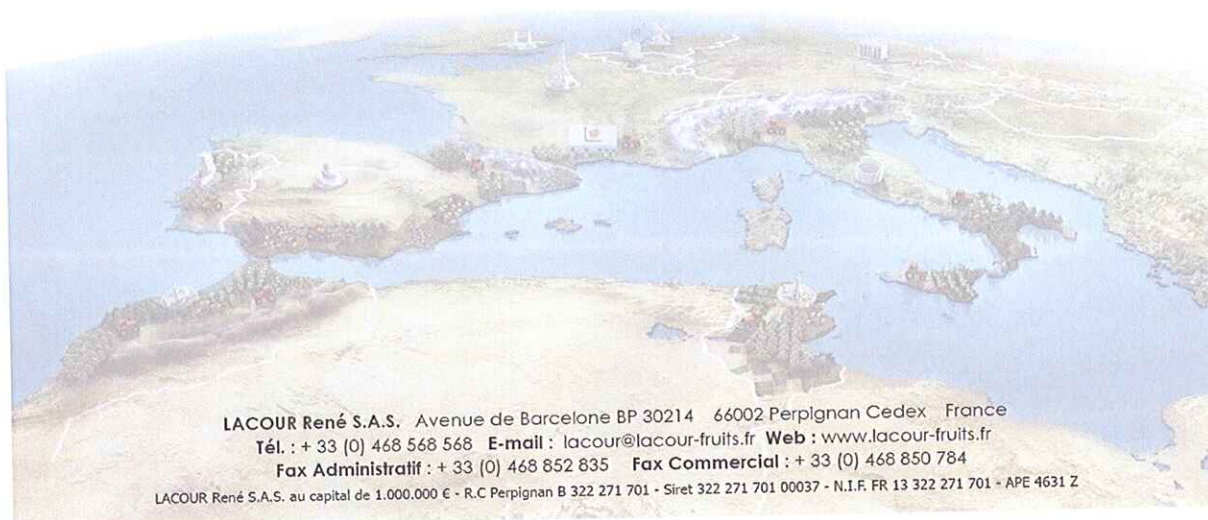 LACOUR René S.A.S. Avenue de Barcelone BP 30214 66002 Perpignan Cedex France
Tél. : + 33 (0) 468 568 568 E-mail : lacour@lacour-fruits.fr Web : www.lacour-fruits.fr
Fax Administratif : + 33 (0) 468 852 835 Fax Commercial : + 33 (0) 468 850 784
LACOUR René S.A.S. au capital de 1.000.000 € - R.C Perpignan B 322 271 701 - Siret 322 271 701 00037 - N.I.F. FR 13 322 271 701 - APE 4631 Z